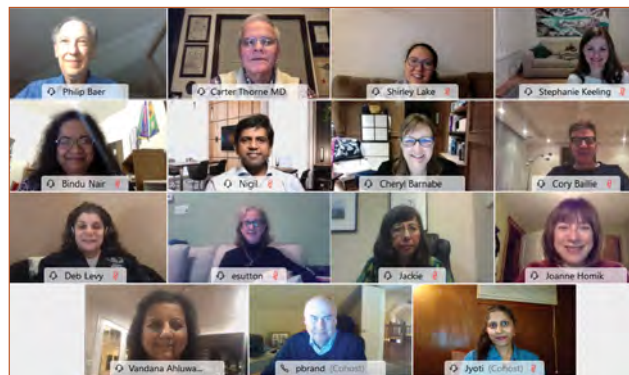 Philip Baer
Carter Thorne MD
Shirley Lake
Stephanie Keeling
Bindu Nair
Nigil
Cheryl Barnabe
Cory Baillie
Deb Levy
esutton
Jackie
Joanne Homik
Vandana Ahluwa...
pbrand (Cohost)
Jyoti (Cohost)